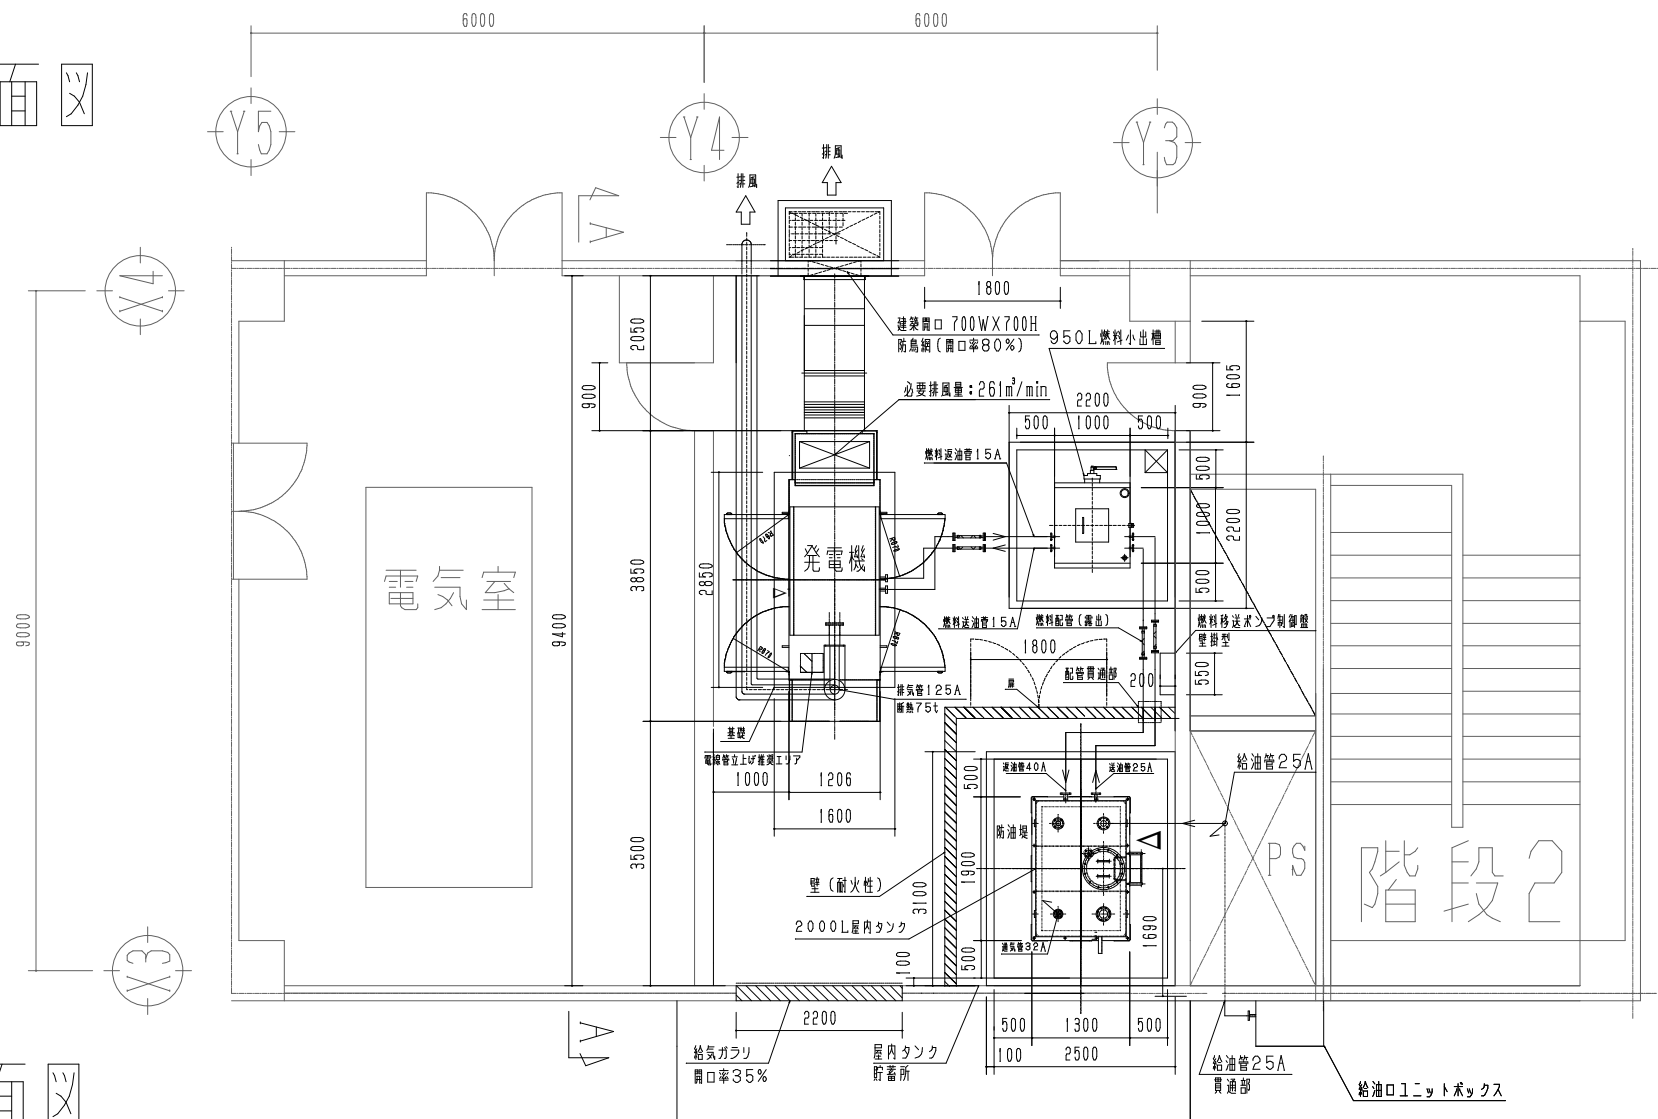 6000
6000
面図
Y5
Y4
Y3
排風
排風
A
X4
1800
建築開口 700W×700H
防鳥網(開口率80%)
950L燃料小出槽
2050
900
必要排風量:261m³/min
2200
500
1000
500
900
1605
燃料返油管15A
500
1000
2200
500
発電機
R678
R678
R678
R678
電気室
9000
9400
3850
2850
燃料送油管15A
燃料配管(露出)
燃料移送ポンプ制御盤
壁掛型
1800
配管貫通部
200
550
扉
排気管125A
断熱75t
基礎
電線管立上げ推奨エリア
1000
1206
1600
返油管40A
送油管25A
給油管25A
500
防油堤
1900
3100
3500
壁(耐火性)
2000L屋内タンク
通気管32A
1690
PS
階段2
100
500
X3
A
2200
500
1300
500
100
2500
給気ガラリ
開口率35%
屋内タンク
貯蓄所
給油管25A
貫通部
給油口ユニットボックス
面図